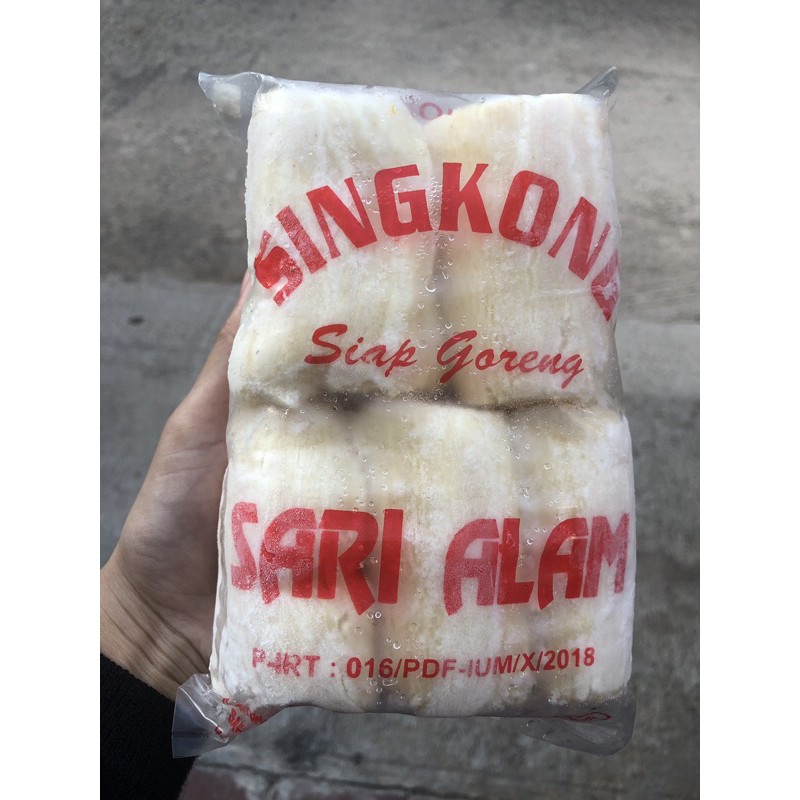 SINGKONG
Siap Goreng
SARI ALAM
P-IRT : 016/PDF-IUM/X/2018